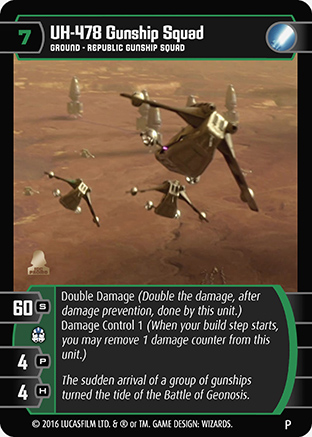 7
UH-478 Gunship Squad
GROUND - REPUBLIC GUNSHIP SQUAD
60 S
4 P
4 H
Double Damage (Double the damage, after
damage prevention, done by this unit.)
Damage Control 1 (When your build step starts,
you may remove 1 damage counter from this
unit.)
The sudden arrival of a group of gunships
turned the tide of the Battle of Geonosis.
© 2016 LUCASFILM LTD. & ® or TM. GAME DESIGN: WIZARDS.
P